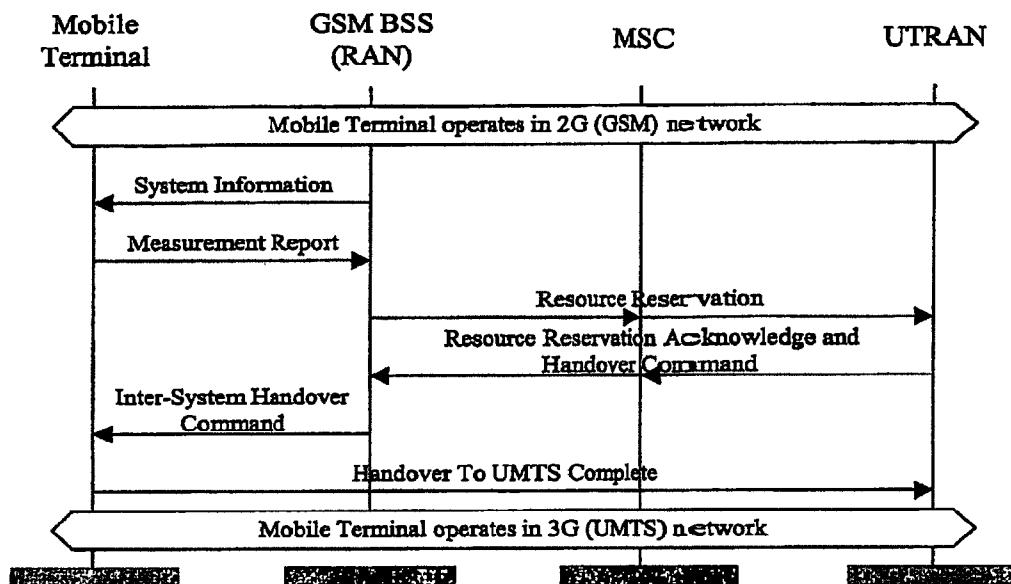 Mobile
Terminal
GSM BSS
(RAN)
MSC
UTRAN
Mobile Terminal operates in 2G (GSM) network
System Information
Measurement Report
Resource Reservation
Resource Reservation Acknowledge and
Handover Command
Inter-System Handover
Command
Handover To UMTS Complete
Mobile Terminal operates in 3G (UMTS) network